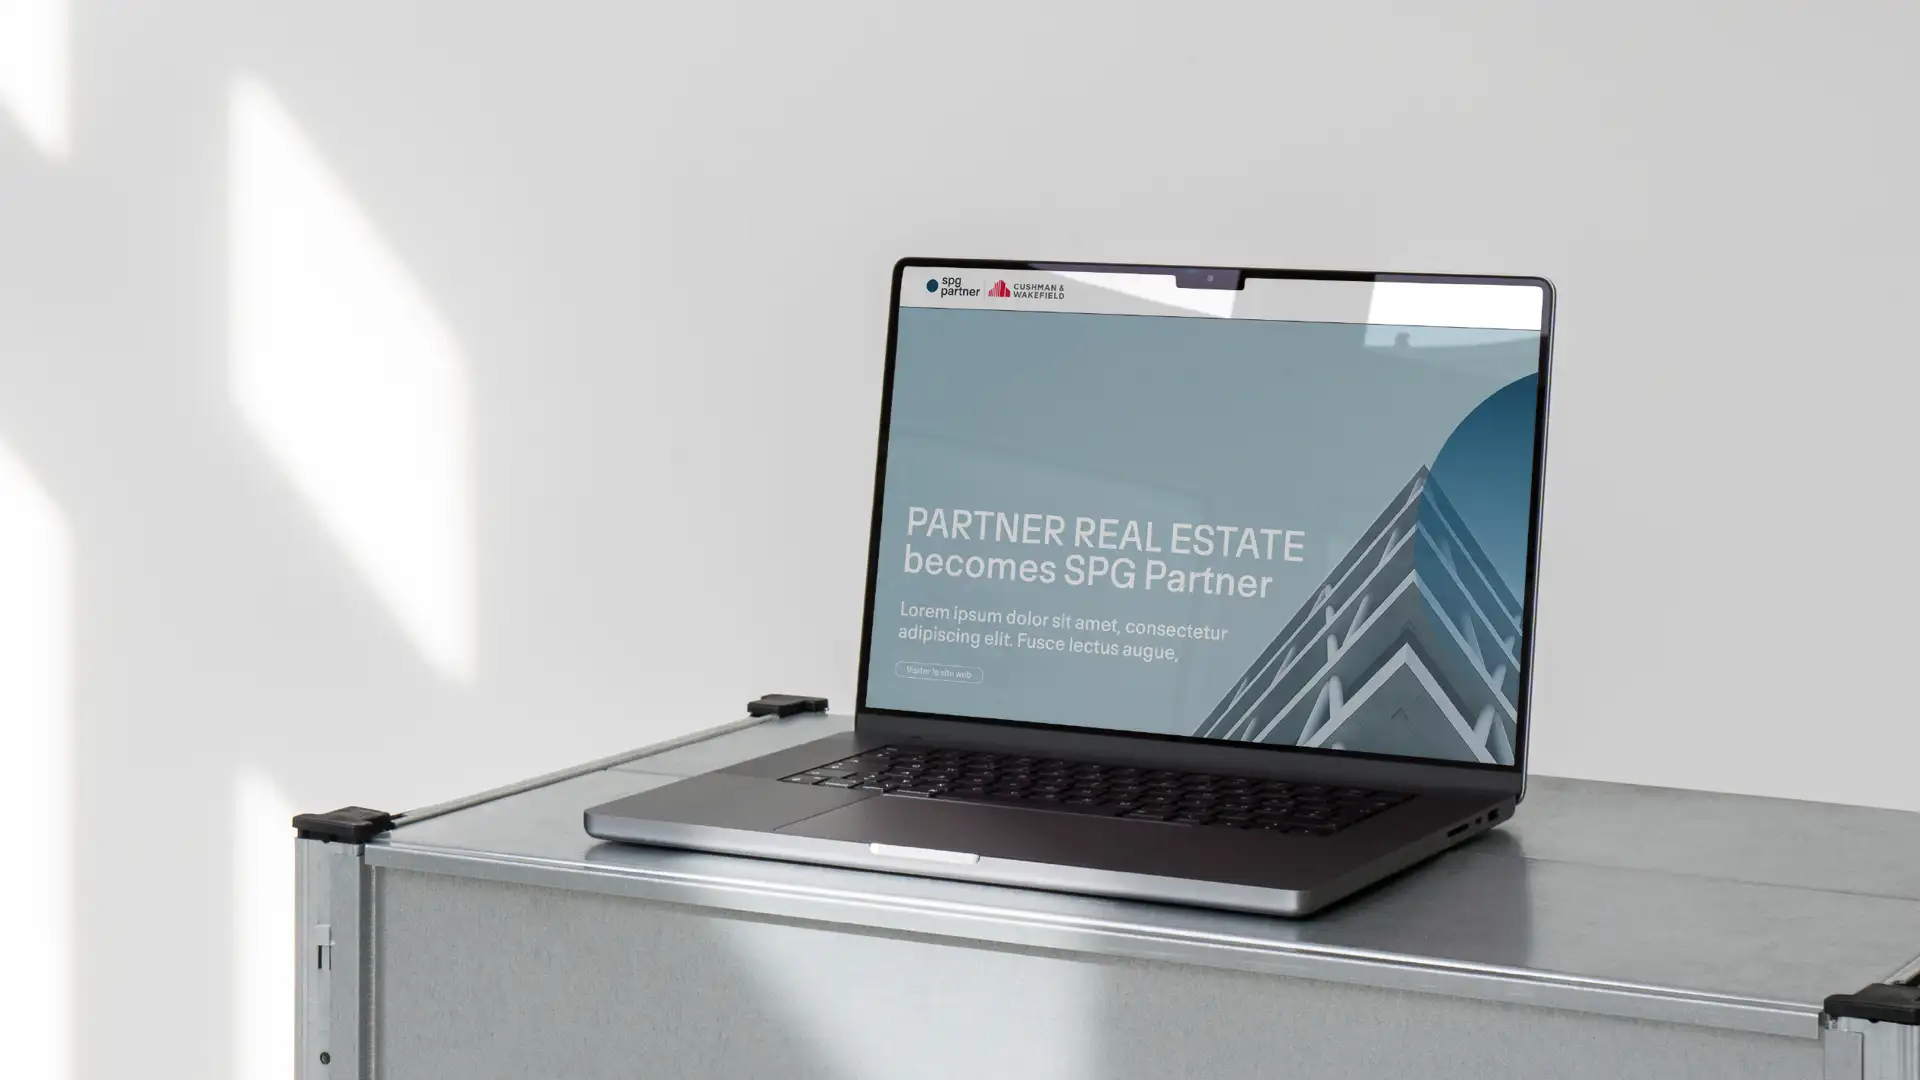 spg
partner
CUSHMAN &
WAKEFIELD
PARTNER REAL ESTATE
becomes SPG Partner
Lorem ipsum dolor sit amet, consectetur
adipiscing elit. Fusce lectus augue,
Visiter le site web